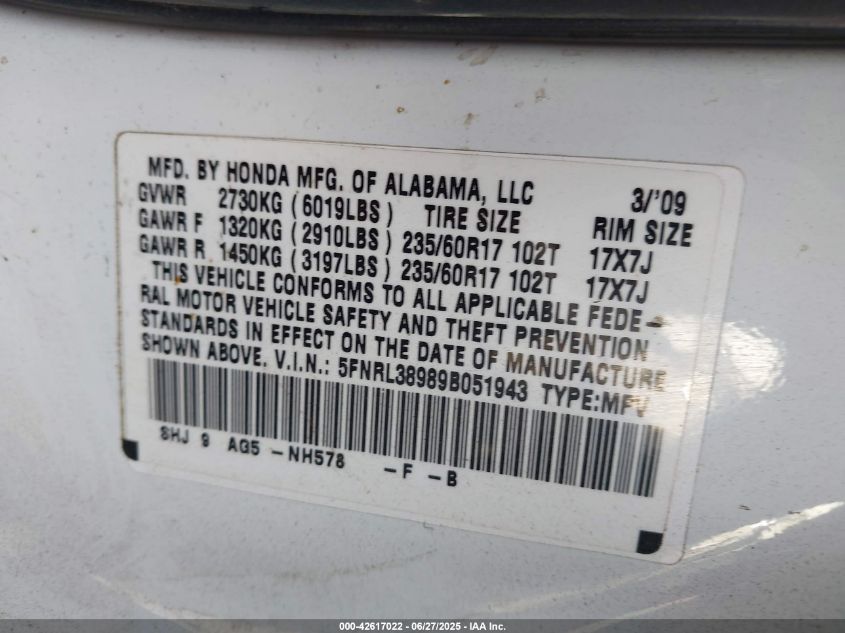 MFD. BY HONDA MFG. OF ALABAMA, LLC 3/'09
GVWR 2730KG (6019LBS) TIRE SIZE RIM SIZE
GAWR F 1320KG (2910LBS) 235/60R17 102T 17X7J
GAWR R 1450KG (3197LBS) 235/60R17 102T 17X7J
THIS VEHICLE CONFORMS TO ALL APPLICABLE FEDE-
RAL MOTOR VEHICLE SAFETY AND THEFT PREVENTION
STANDARDS IN EFFECT ON THE DATE OF MANUFACTURE
SHOWN ABOVE. V.I.N.: 5FNRL38989B051943 TYPE:MPV
SHJ 9 AG5 -NH578 -F -B
000-42617022 - 06/27/2025 - IAA Inc.